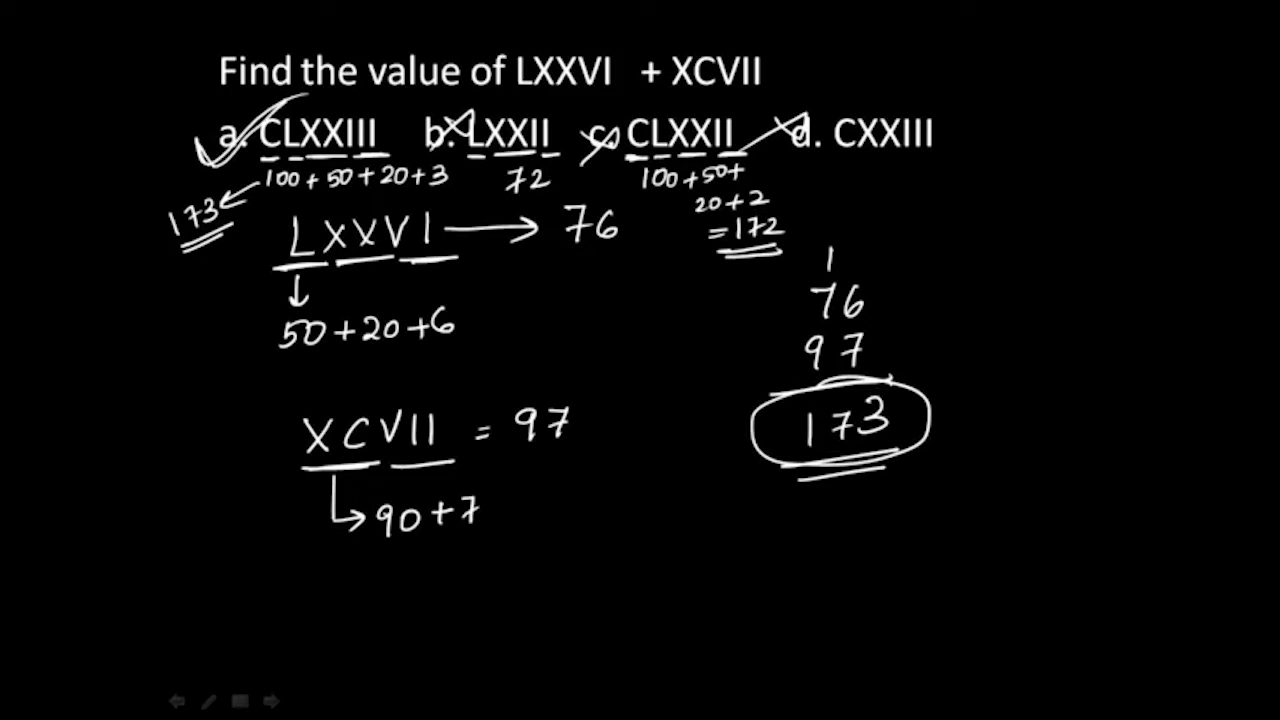 Find the value of LXXVI + XCVII
a. CLXXIII b. LXXII c. CLXXII d. CXXIII
100 + 50 + 20 + 3 72 100 + 50 +
173 20 + 2
= 172
LXXVI → 76
50 + 20 + 6
1
76
97
173
XCVII = 97
90 + 7